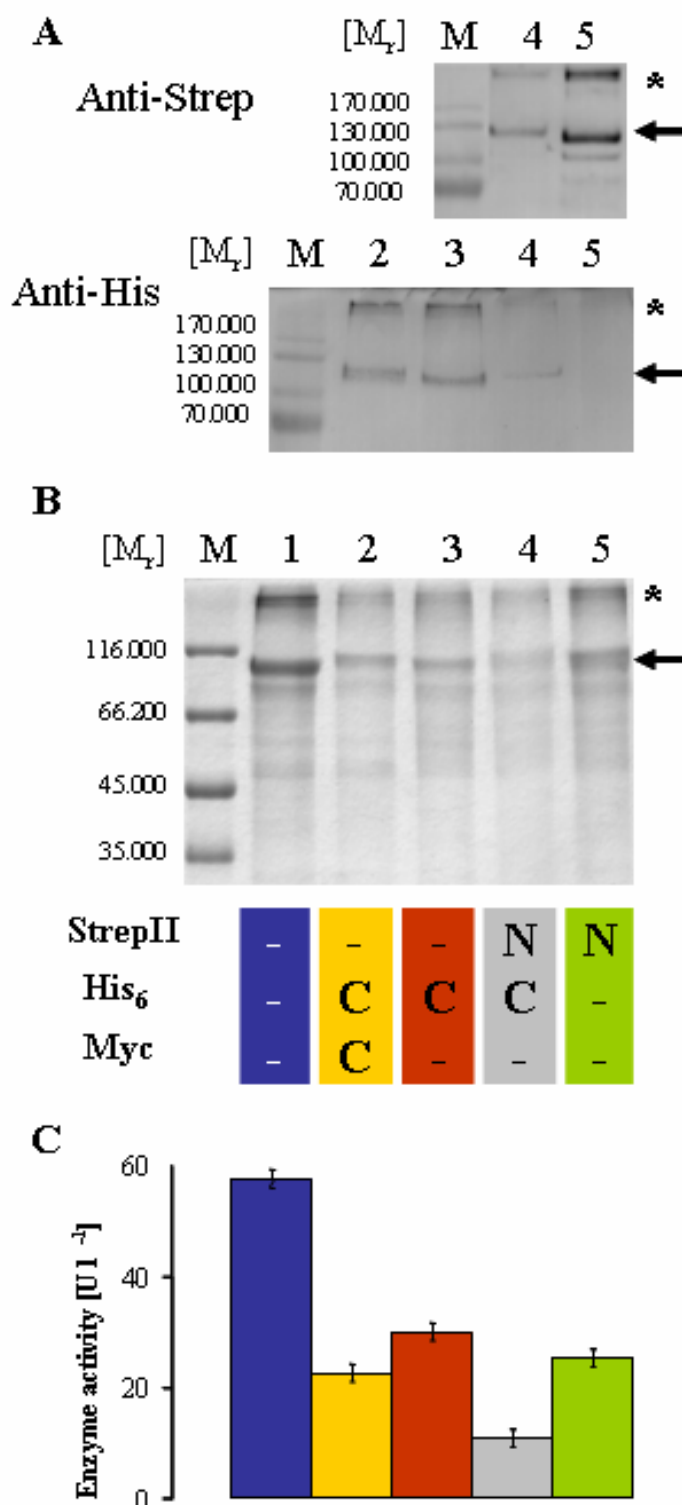 A
[Mr] M 4 5
Anti-Strep
*
170.000
130.000
100.000
70.000
[Mr] M 2 3 4 5
Anti-His
*
170.000
130.000
100.000
70.000
B
[Mr] M 1 2 3 4 5
*
116.000
66.200
45.000
35.000
StrepII - - - N N
His6 - C C C -
Myc - C - - -
C
60
40
20
0
Enzyme activity [U l -1]